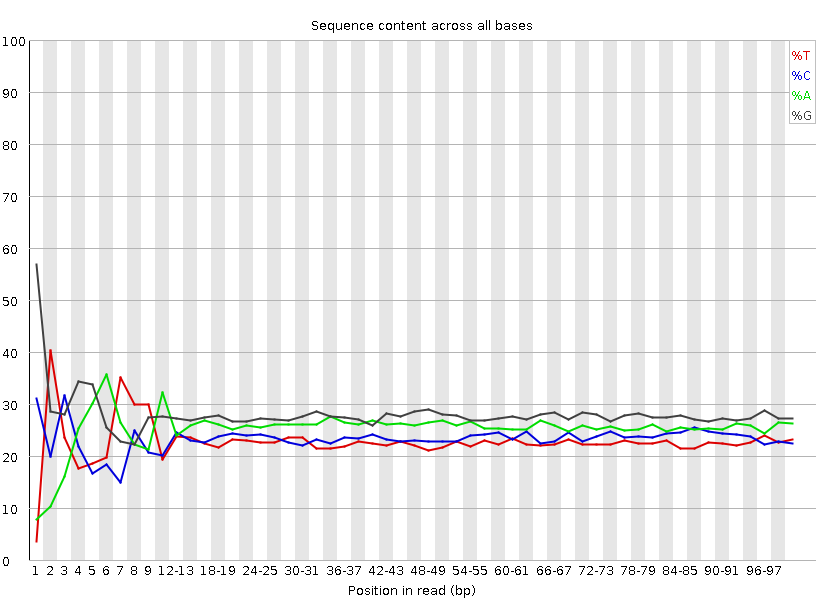 Sequence content across all bases
100
90
80
70
60
50
40
30
20
10
0
%T
%C
%A
%G
1 2 3 4 5 6 7 8 9 12-13 18-19 24-25 30-31 36-37 42-43 48-49 54-55 60-61 66-67 72-73 78-79 84-85 90-91 96-97
Position in read (bp)